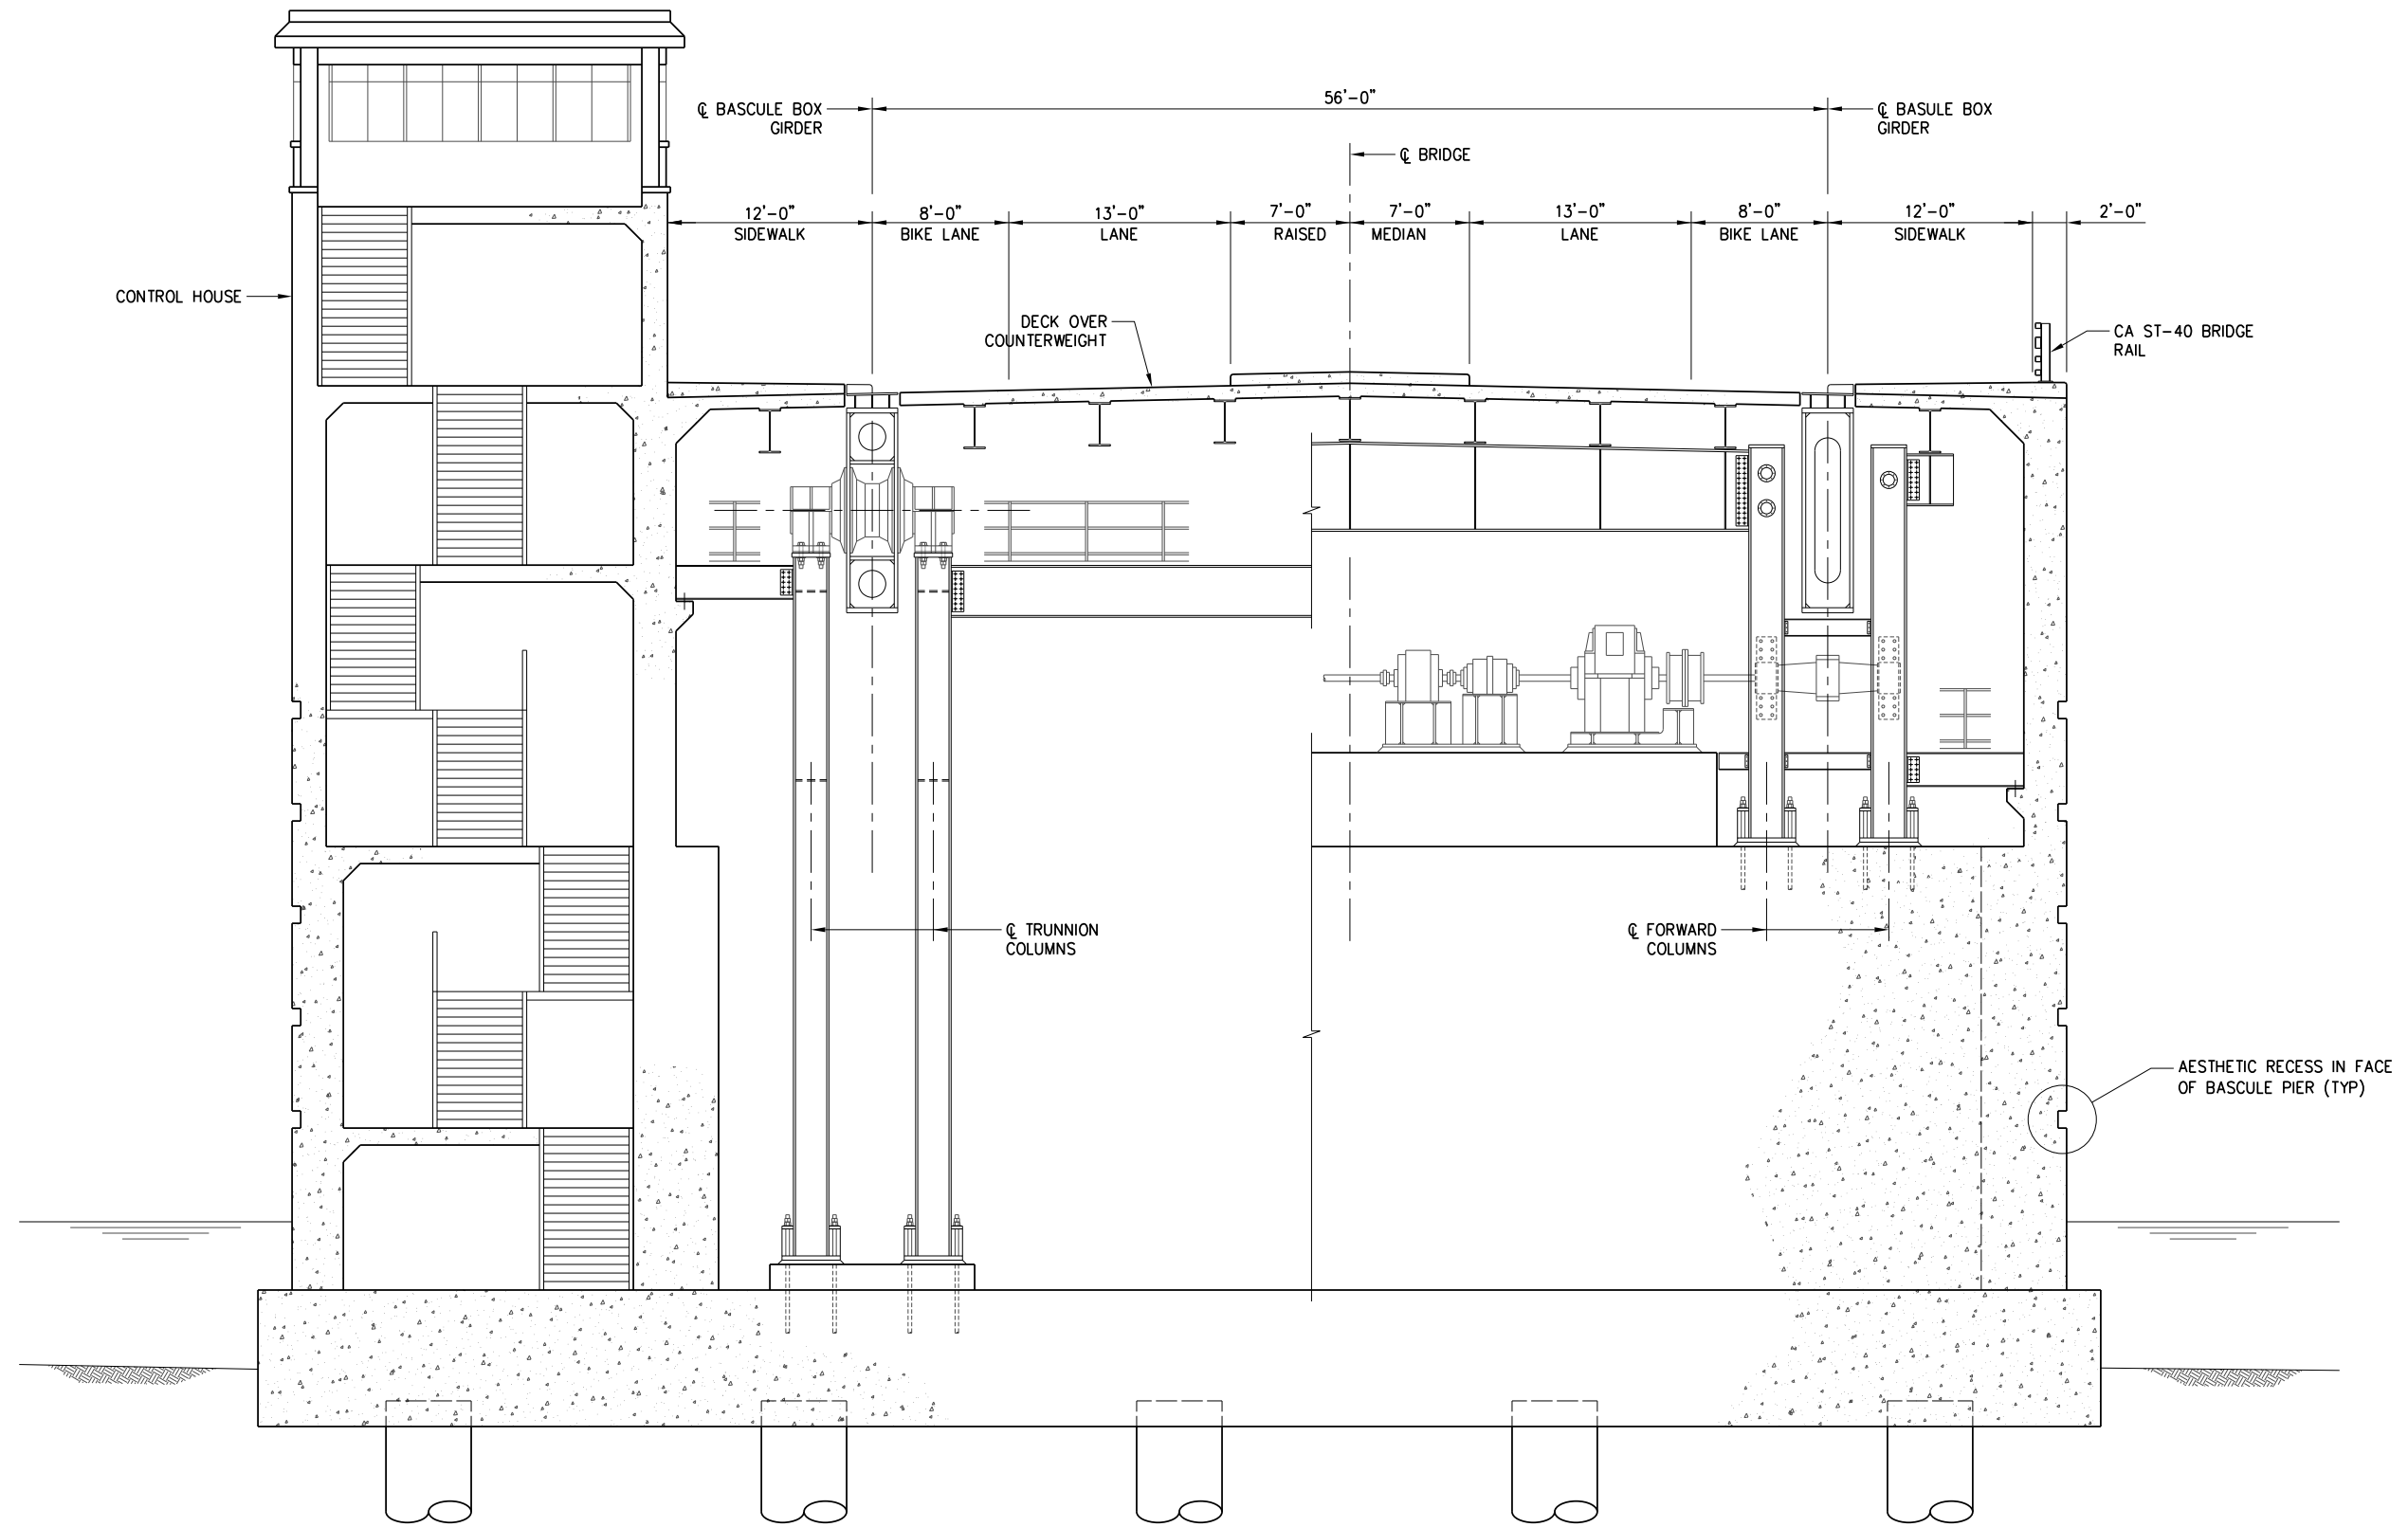 ℄ BASCULE BOX
GIRDER
56'-0"
℄ BASULE BOX
GIRDER
℄ BRIDGE
12'-0"
SIDEWALK
8'-0"
BIKE LANE
13'-0"
LANE
7'-0"
RAISED
7'-0"
MEDIAN
13'-0"
LANE
8'-0"
BIKE LANE
12'-0"
SIDEWALK
2'-0"
CONTROL HOUSE
DECK OVER
COUNTERWEIGHT
CA ST-40 BRIDGE
RAIL
℄ TRUNNION
COLUMNS
℄ FORWARD
COLUMNS
AESTHETIC RECESS IN FACE
OF BASCULE PIER (TYP)